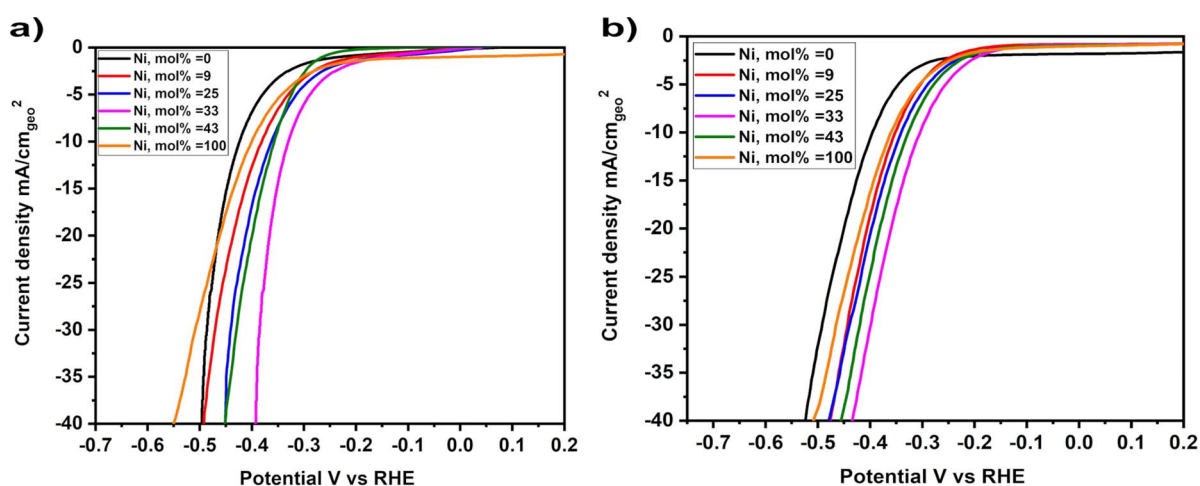 a)
Ni, mol% =0
Ni, mol% =9
Ni, mol% =25
Ni, mol% =33
Ni, mol% =43
Ni, mol% =100
Current density mA/cm_geo^2
0
-5
-10
-15
-20
-25
-30
-35
-40
-0.7 -0.6 -0.5 -0.4 -0.3 -0.2 -0.1 0.0 0.1 0.2
Potential V vs RHE
b)
Ni, mol% =0
Ni, mol% =9
Ni, mol% =25
Ni, mol% =33
Ni, mol% =43
Ni, mol% =100
Current density mA/cm_geo^2
0
-5
-10
-15
-20
-25
-30
-35
-40
-0.7 -0.6 -0.5 -0.4 -0.3 -0.2 -0.1 0.0 0.1 0.2
Potential V vs RHE